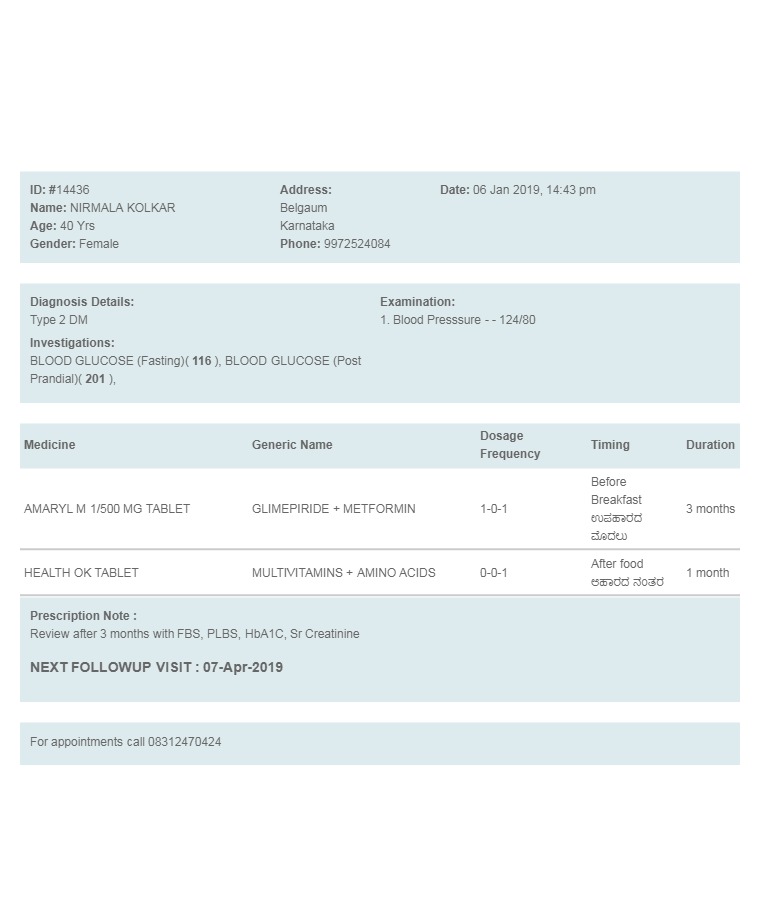 ID: #14436
Name: NIRMALA KOLKAR
Age: 40 Yrs
Gender: Female
Address:
Belgaum
Karnataka
Phone: 9972524084
Date: 06 Jan 2019, 14:43 pm
Diagnosis Details:
Type 2 DM
Investigations:
BLOOD GLUCOSE (Fasting)( 116 ), BLOOD GLUCOSE (Post
Prandial)( 201 ),
Examination:
1. Blood Presssure - - 124/80
Medicine Generic Name Dosage Frequency Timing Duration
AMARYL M 1/500 MG TABLET GLIMEPIRIDE + METFORMIN 1-0-1 Before Breakfast ಉಪಹಾರದ ಮೊದಲು 3 months
HEALTH OK TABLET MULTIVITAMINS + AMINO ACIDS 0-0-1 After food ಆಹಾರದ ನಂತರ 1 month
Prescription Note :
Review after 3 months with FBS, PLBS, HbA1C, Sr Creatinine
NEXT FOLLOWUP VISIT : 07-Apr-2019
For appointments call 08312470424